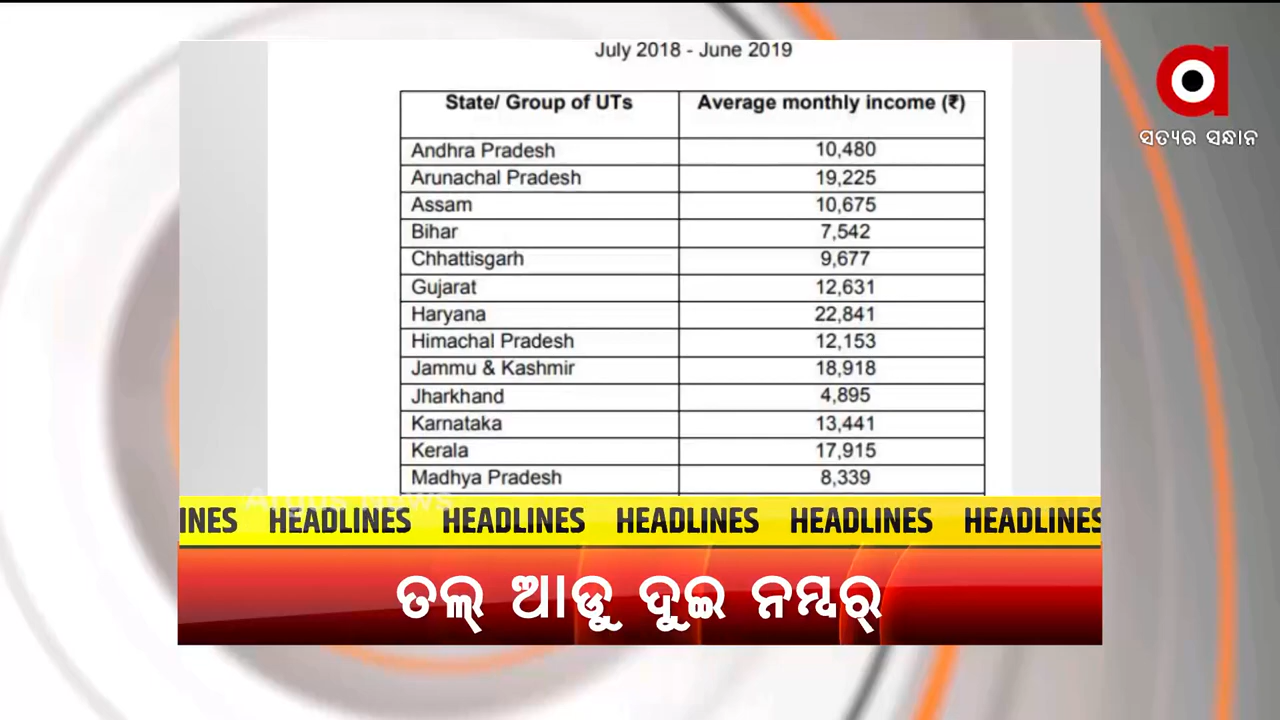 July 2018 - June 2019
State/ Group of UTs Average monthly income (₹)
Andhra Pradesh 10,480
Arunachal Pradesh 19,225
Assam 10,675
Bihar 7,542
Chhattisgarh 9,677
Gujarat 12,631
Haryana 22,841
Himachal Pradesh 12,153
Jammu & Kashmir 18,918
Jharkhand 4,895
Karnataka 13,441
Kerala 17,915
Madhya Pradesh 8,339
ସତ୍ୟର ସନ୍ଧାନ
Argus News
INES HEADLINES HEADLINES HEADLINES HEADLINES HEADLINES
ତଲ୍ ଆଡୁ ଦୁଇ ନମ୍ବର୍